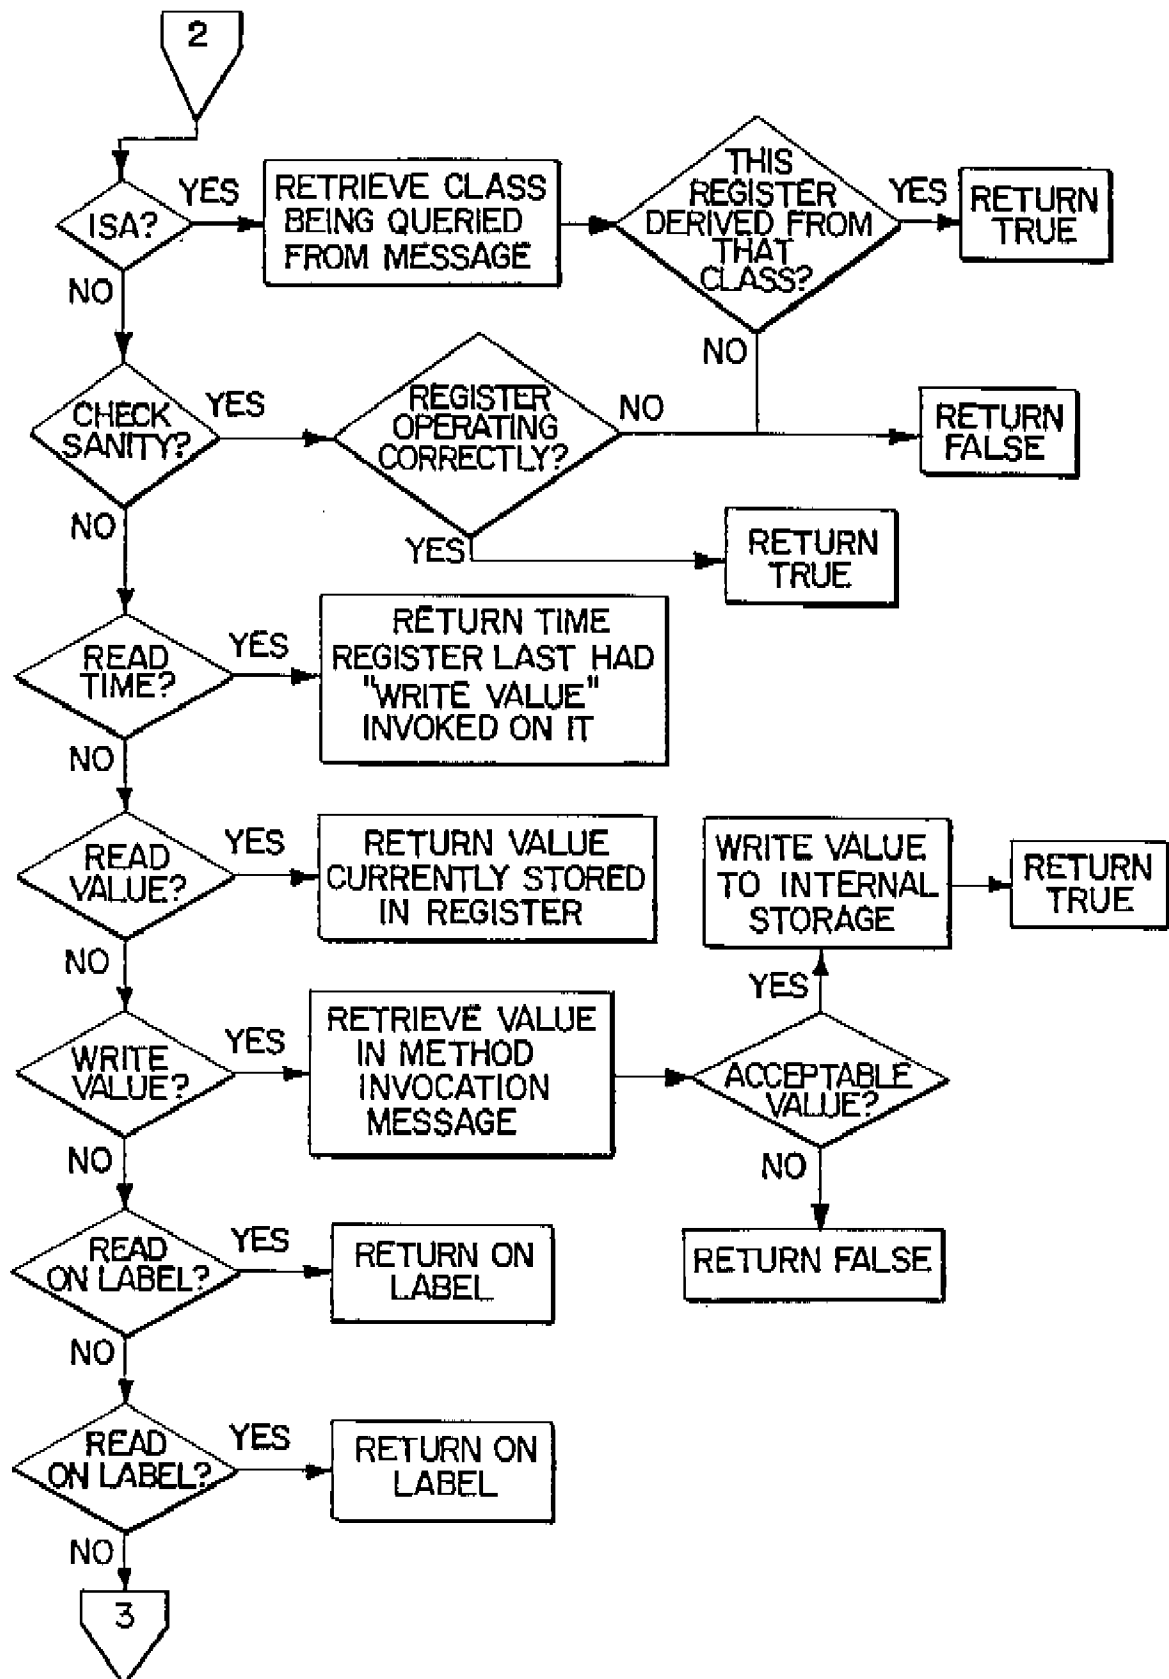 2
ISA?
YES
RETRIEVE CLASS
BEING QUERIED
FROM MESSAGE
THIS
REGISTER
DERIVED FROM
THAT
CLASS?
YES
RETURN
TRUE
NO
NO
CHECK
SANITY?
YES
REGISTER
OPERATING
CORRECTLY?
NO
RETURN
FALSE
NO
YES
RETURN
TRUE
READ
TIME?
YES
RETURN TIME
REGISTER LAST HAD
"WRITE VALUE"
INVOKED ON IT
NO
READ
VALUE?
YES
RETURN VALUE
CURRENTLY STORED
IN REGISTER
WRITE VALUE
TO INTERNAL
STORAGE
RETURN
TRUE
NO
YES
WRITE
VALUE?
YES
RETRIEVE VALUE
IN METHOD
INVOCATION
MESSAGE
ACCEPTABLE
VALUE?
NO
NO
RETURN FALSE
READ
ON LABEL?
YES
RETURN ON
LABEL
NO
READ
ON LABEL?
YES
RETURN ON
LABEL
NO
3